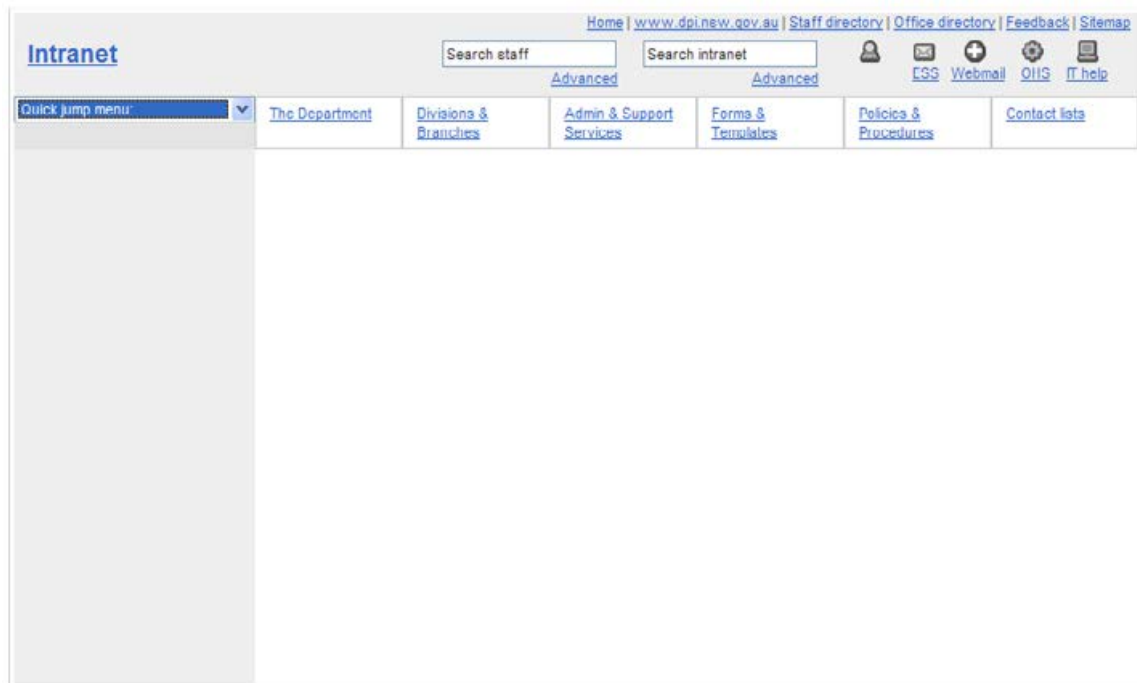 Home | www.dpi.nsw.gov.au | Staff directory | Office directory | Feedback | Sitemap
Intranet
Search staff
Search intranet
Advanced
Advanced
ESS Webmail OHS IT help
Quick jump menu:
The Department
Divisions &
Branches
Admin & Support
Services
Forms &
Templates
Policies &
Procedures
Contact lists